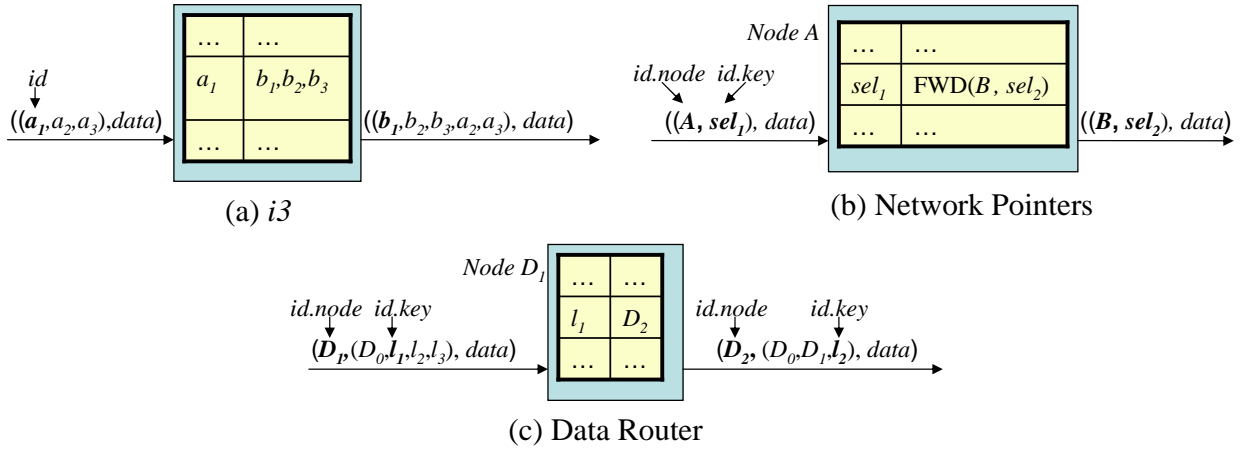 … …
id
a1 b1,b2,b3
((a1,a2,a3),data)
((b1,b2,b3,a2,a3), data)
… …
(a) i3
Node A
… …
id.node id.key
sel1 FWD(B, sel2)
((A, sel1), data)
((B, sel2), data)
… …
(b) Network Pointers
Node D1
… …
id.node id.key
l1 D2
id.node id.key
(D1,(D0,l1,l2,l3), data)
(D2, (D0,D1,l2), data)
… …
(c) Data Router